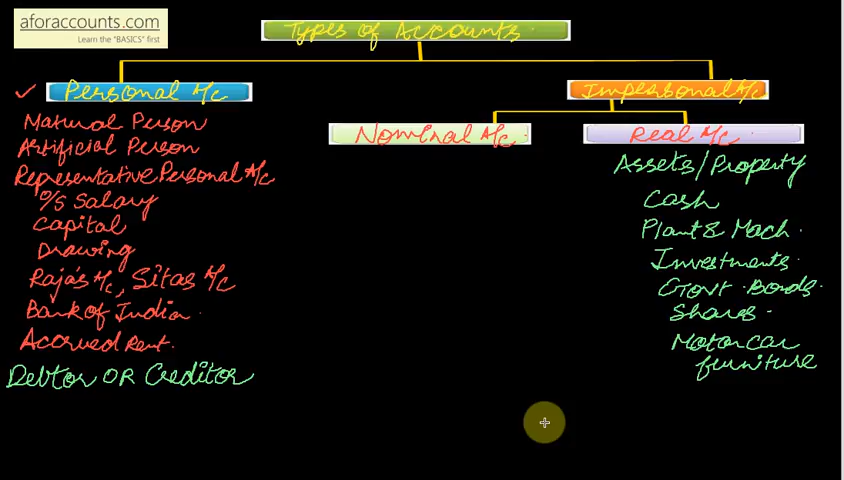 aforaccounts.com
Learn the "BASICS" first
Types of Accounts
Personal A/c
Impersonal A/c
Nominal A/c
Real A/c
Natural Person
Artificial Person
Representative Personal A/c
O/S Salary
Capital
Drawing
Raja's A/c, Sitas A/c
Bank of India
Accrued Rent.
Debtor OR Creditor
Assets/Property
Cash
Plant & Mach.
Investments
Govt. Bonds.
Shares
Motorcar
furniture